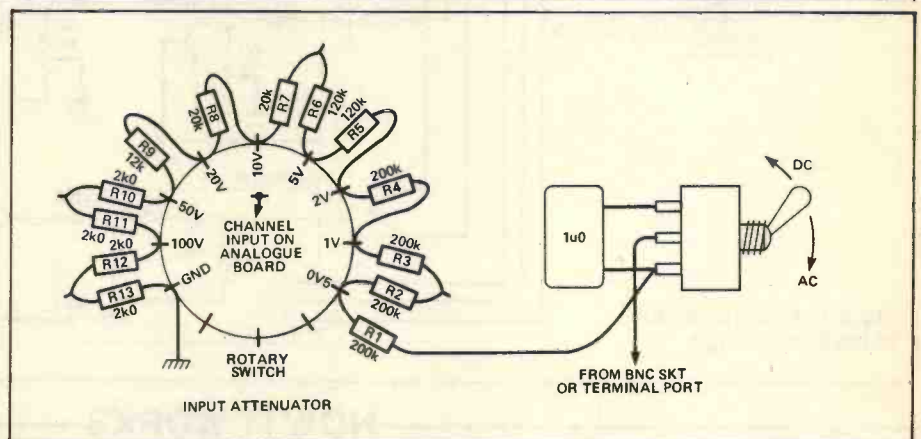 20k
R7
R6
120k
R8
20k
120k
R5
R9
12k
20V
10V
5V
2V
200k
R4
DC
2k0
R10
50V
R11
2k0
2k0
100V
R12
R13
2k0
GND
CHANNEL
INPUT ON
ANALOGUE
BOARD
1V
200k
R3
R2
200k
0V5
R1
200k
1u0
AC
ROTARY
SWITCH
INPUT ATTENUATOR
FROM BNC SKT
OR TERMINAL PORT